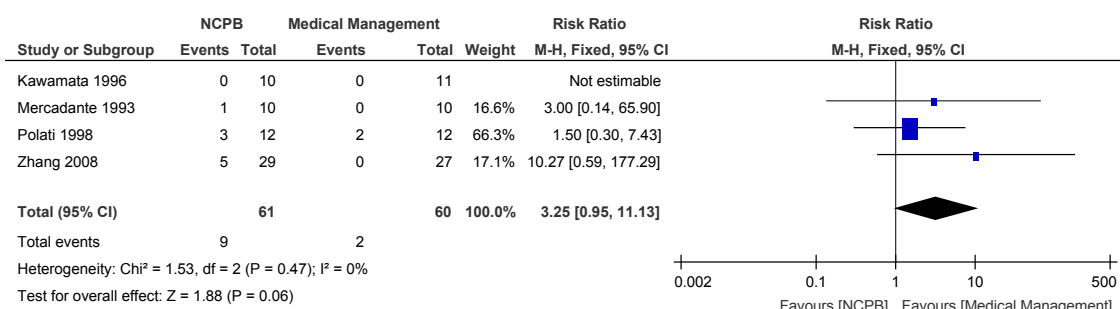 NCPB Medical Management Risk Ratio Risk Ratio
Study or Subgroup Events Total Events Total Weight M-H, Fixed, 95% CI M-H, Fixed, 95% CI
Kawamata 1996 0 10 0 11 Not estimable
Mercadante 1993 1 10 0 10 16.6% 3.00 [0.14, 65.90]
Polati 1998 3 12 2 12 66.3% 1.50 [0.30, 7.43]
Zhang 2008 5 29 0 27 17.1% 10.27 [0.59, 177.29]
Total (95% CI) 61 60 100.0% 3.25 [0.95, 11.13]
Total events 9 2
Heterogeneity: Chi² = 1.53, df = 2 (P = 0.47); I² = 0%
Test for overall effect: Z = 1.88 (P = 0.06)
0.002 0.1 1 10 500
Favours [NCPB] Favours [Medical Management]